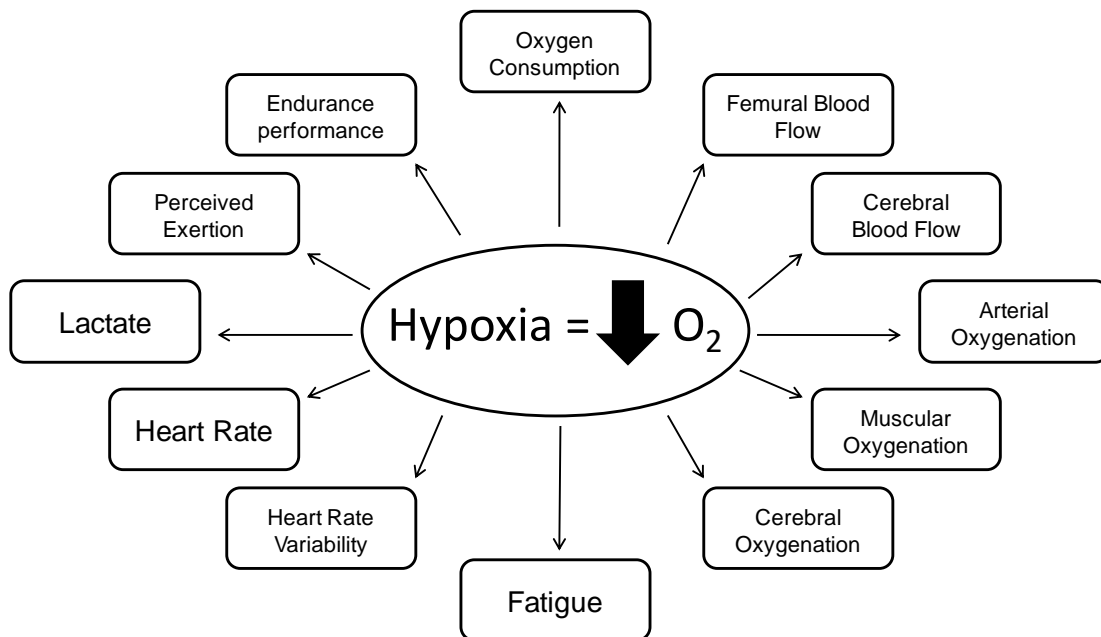 Oxygen
Consumption
Endurance
performance
Femural Blood
Flow
Perceived
Exertion
Cerebral
Blood Flow
Lactate
Hypoxia = O₂
Arterial
Oxygenation
Heart Rate
Muscular
Oxygenation
Heart Rate
Variability
Cerebral
Oxygenation
Fatigue